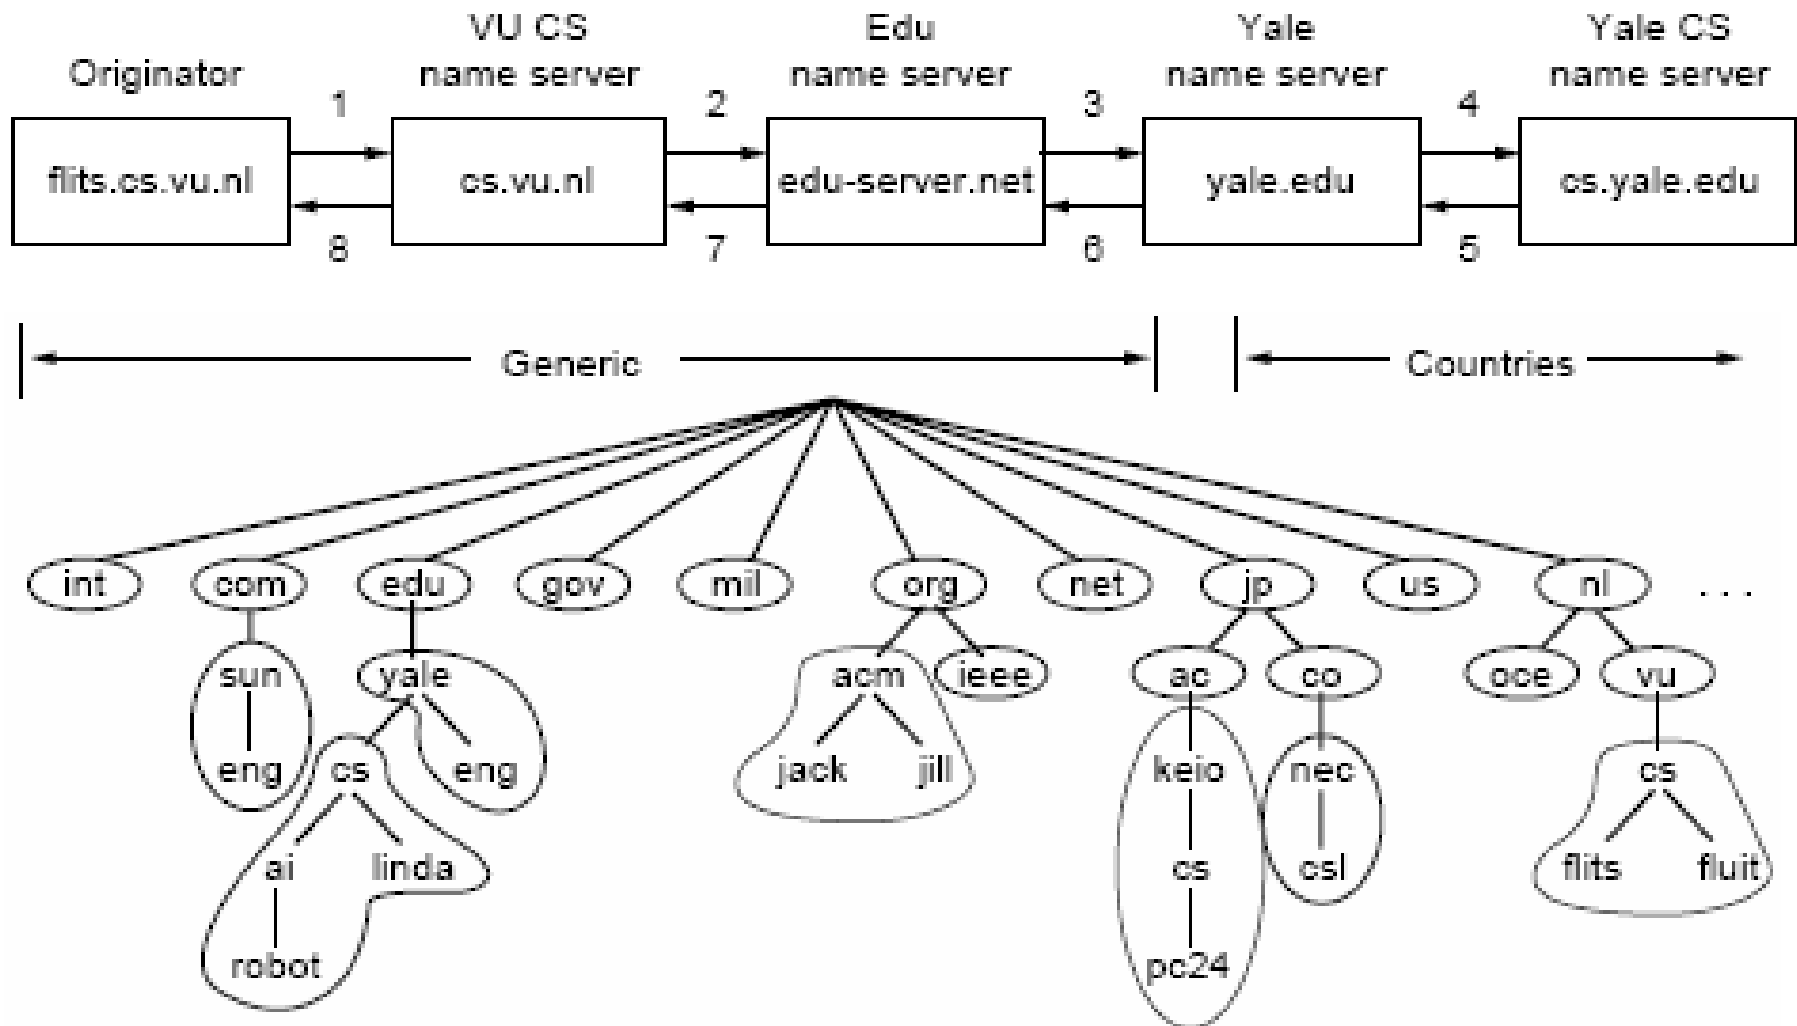 VU CS Edu Yale Yale CS
Originator name server name server name server name server
1 2 3 4
flits.cs.vu.nl cs.vu.nl edu-server.net yale.edu cs.yale.edu
8 7 6 5
Generic Countries
int com edu gov mil org net jp us nl . . .
sun yale acm ieee ac co oce vu
eng cs eng jack jill keio nec cs
ai linda cs csl flits fluit
robot pc24